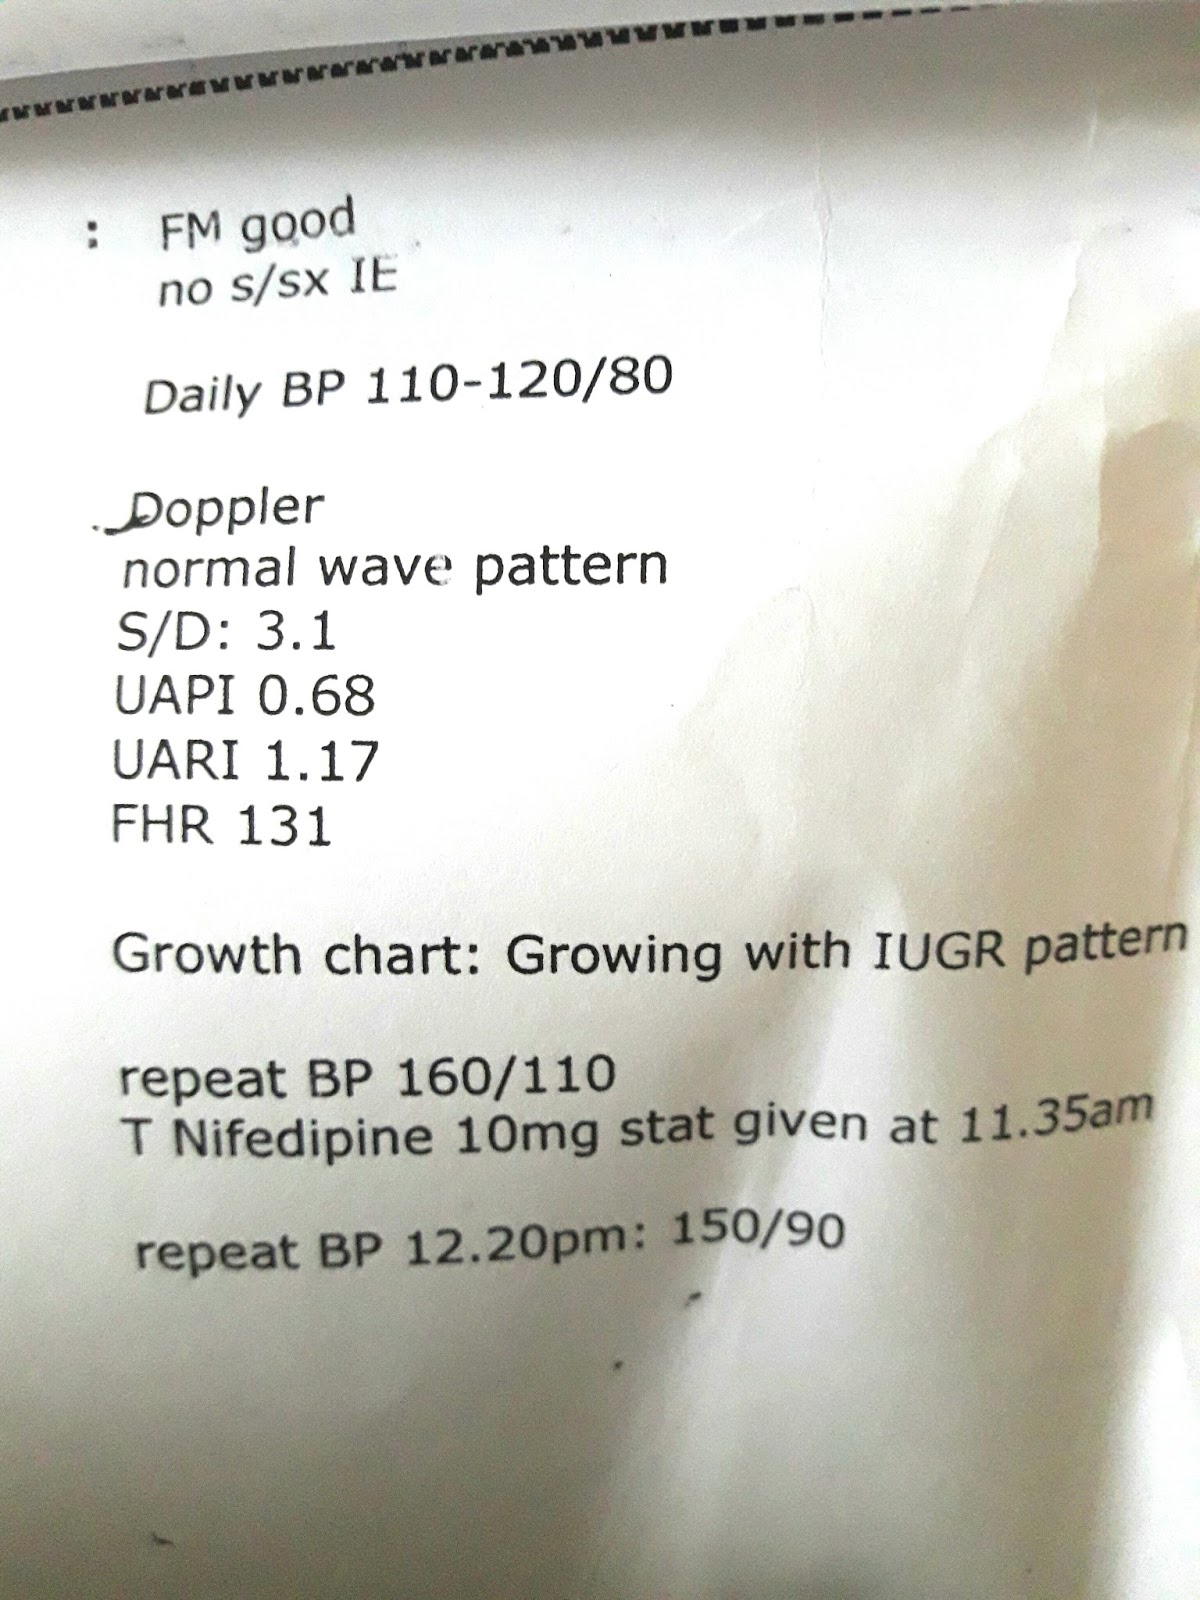 : FM good
no s/sx IE
Daily BP 110-120/80
Doppler
normal wave pattern
S/D: 3.1
UAPI 0.68
UARI 1.17
FHR 131
Growth chart: Growing with IUGR pattern
repeat BP 160/110
T Nifedipine 10mg stat given at 11.35am
repeat BP 12.20pm: 150/90